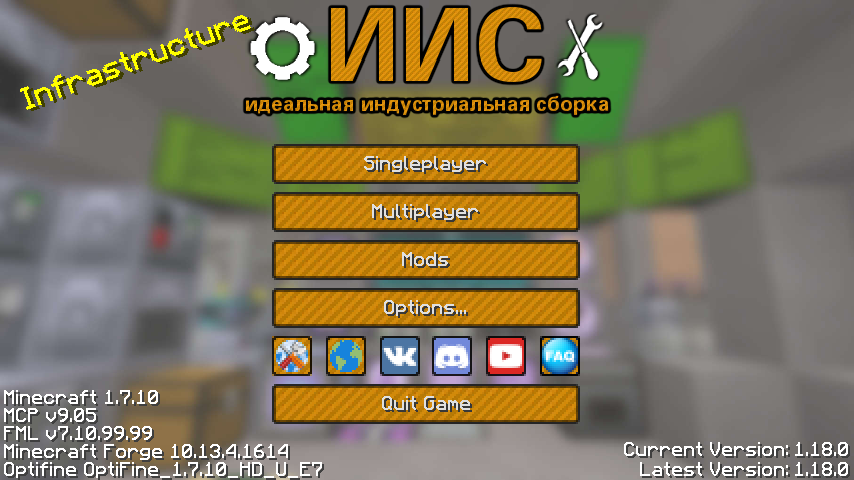 Infrastructure
ИИС
идеальная индустриальная сборка
Singleplayer
Multiplayer
Mods
Options...
FAQ
Quit Game
Minecraft 1.7.10
MCP v9.05
FML v7.10.99.99
Minecraft Forge 10.13.4.1614
Optifine OptiFine_1.7.10_HD_U_E7
Current Version: 1.18.0
Latest Version: 1.18.0